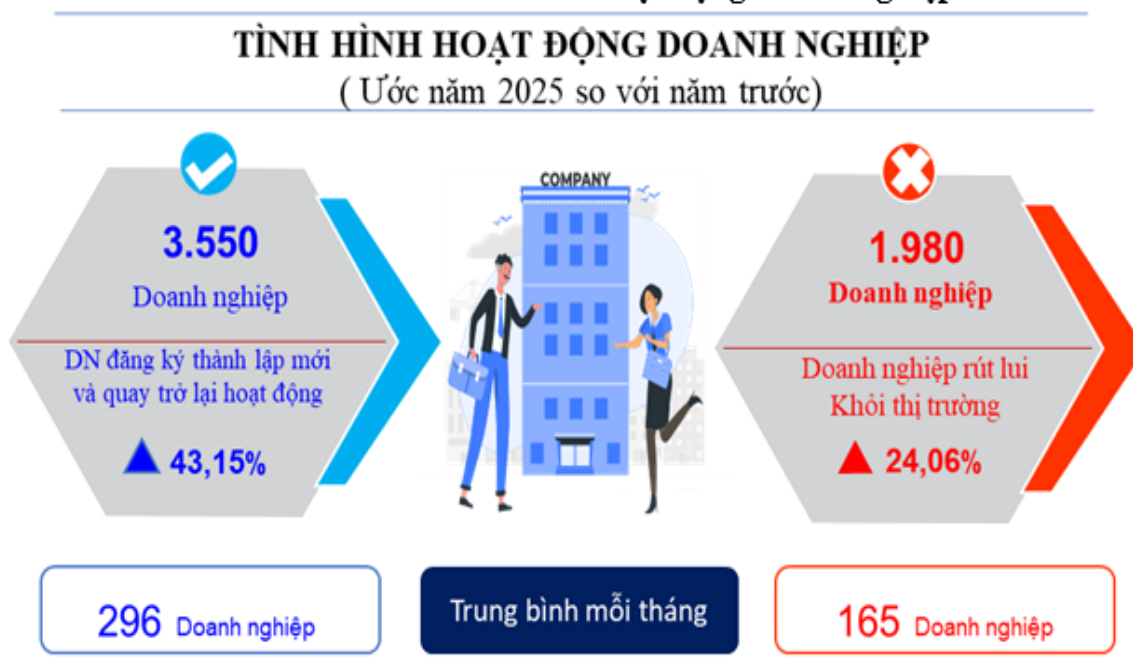 TÌNH HÌNH HOẠT ĐỘNG DOANH NGHIỆP
( Ước năm 2025 so với năm trước)
3.550
Doanh nghiệp
DN đăng ký thành lập mới
và quay trở lại hoạt động
43,15%
COMPANY
1.980
Doanh nghiệp
Doanh nghiệp rút lui
Khỏi thị trường
24,06%
296 Doanh nghiệp
Trung bình mỗi tháng
165 Doanh nghiệp